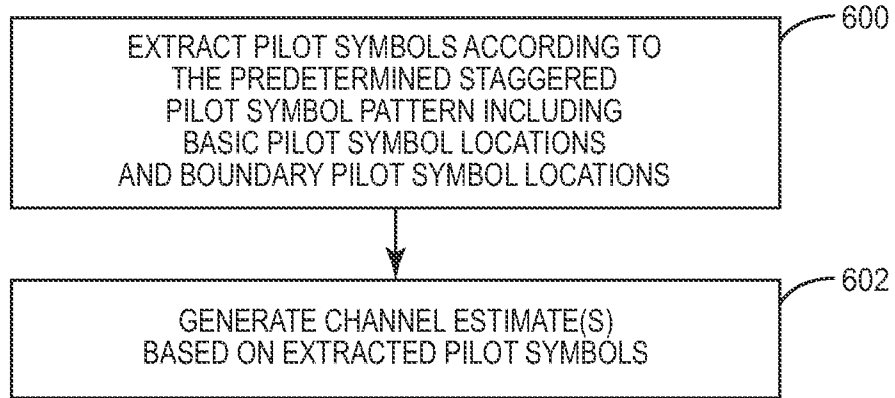 600
EXTRACT PILOT SYMBOLS ACCORDING TO
THE PREDETERMINED STAGGERED
PILOT SYMBOL PATTERN INCLUDING
BASIC PILOT SYMBOL LOCATIONS
AND BOUNDARY PILOT SYMBOL LOCATIONS
602
GENERATE CHANNEL ESTIMATE(S)
BASED ON EXTRACTED PILOT SYMBOLS